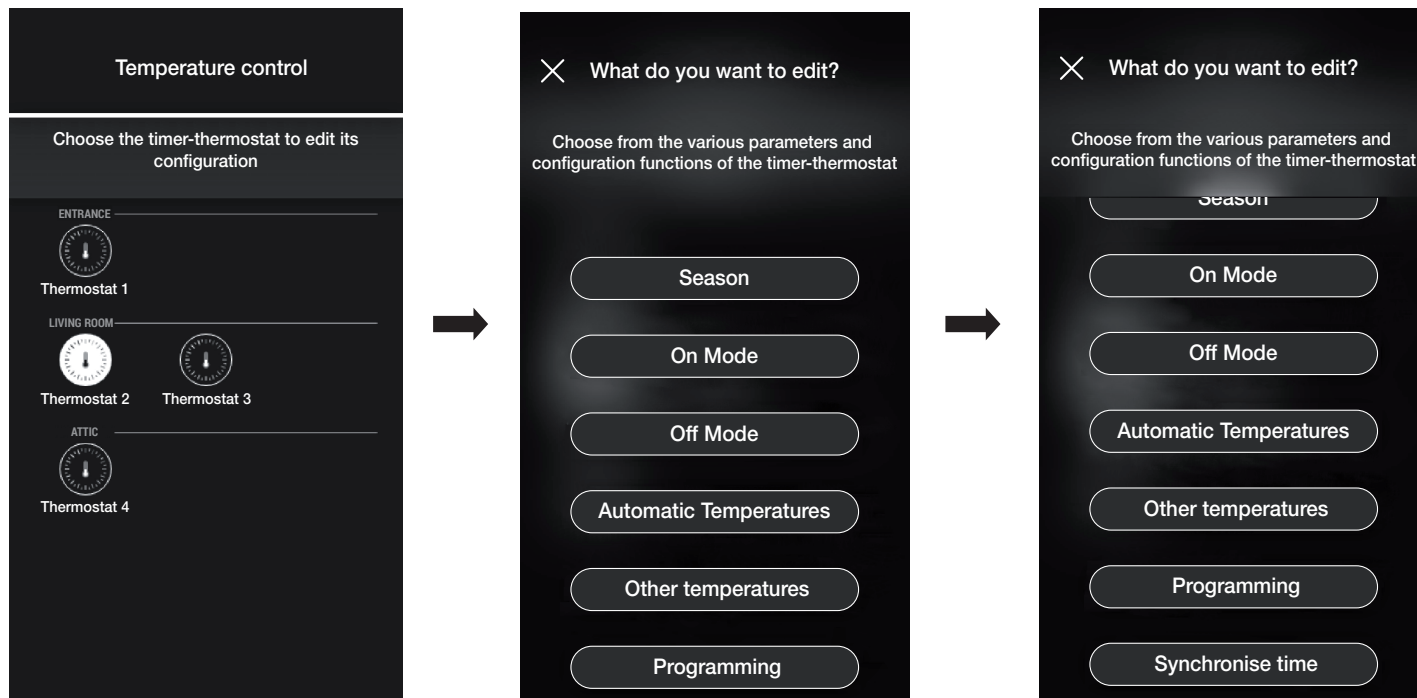 Temperature control
Choose the timer-thermostat to edit its
configuration
ENTRANCE
Thermostat 1
LIVING ROOM
Thermostat 2
Thermostat 3
ATTIC
Thermostat 4
What do you want to edit?
Choose from the various parameters and
configuration functions of the timer-thermostat
Season
On Mode
Off Mode
Automatic Temperatures
Other temperatures
Programming
What do you want to edit?
Choose from the various parameters and
configuration functions of the timer-thermostat
Season
On Mode
Off Mode
Automatic Temperatures
Other temperatures
Programming
Synchronise time